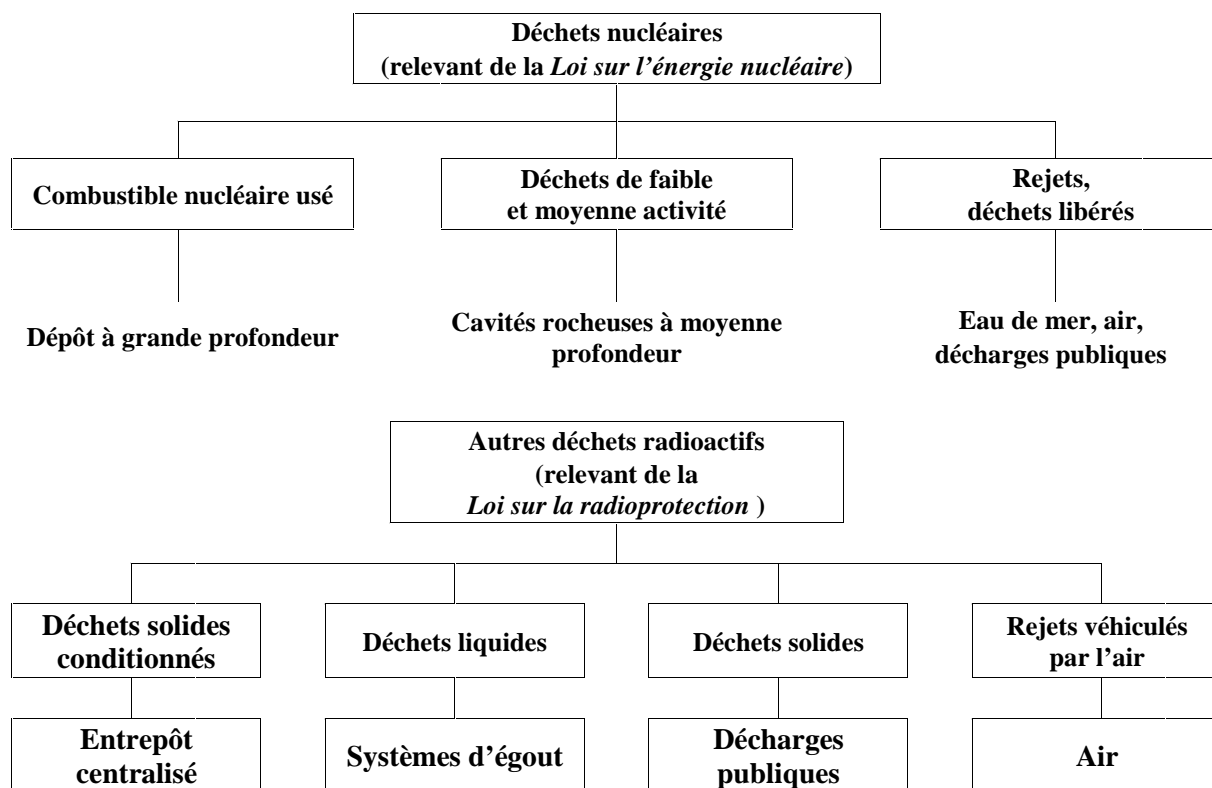 Déchets nucléaires
(relevant de la Loi sur l’énergie nucléaire)
Combustible nucléaire usé
Déchets de faible
et moyenne activité
Rejets,
déchets libérés
Dépôt à grande profondeur
Cavités rocheuses à moyenne
profondeur
Eau de mer, air,
décharges publiques
Autres déchets radioactifs
(relevant de la
Loi sur la radioprotection )
Déchets solides
conditionnés
Déchets liquides
Déchets solides
Rejets véhiculés
par l’air
Entrepôt
centralisé
Systèmes d’égout
Décharges
publiques
Air